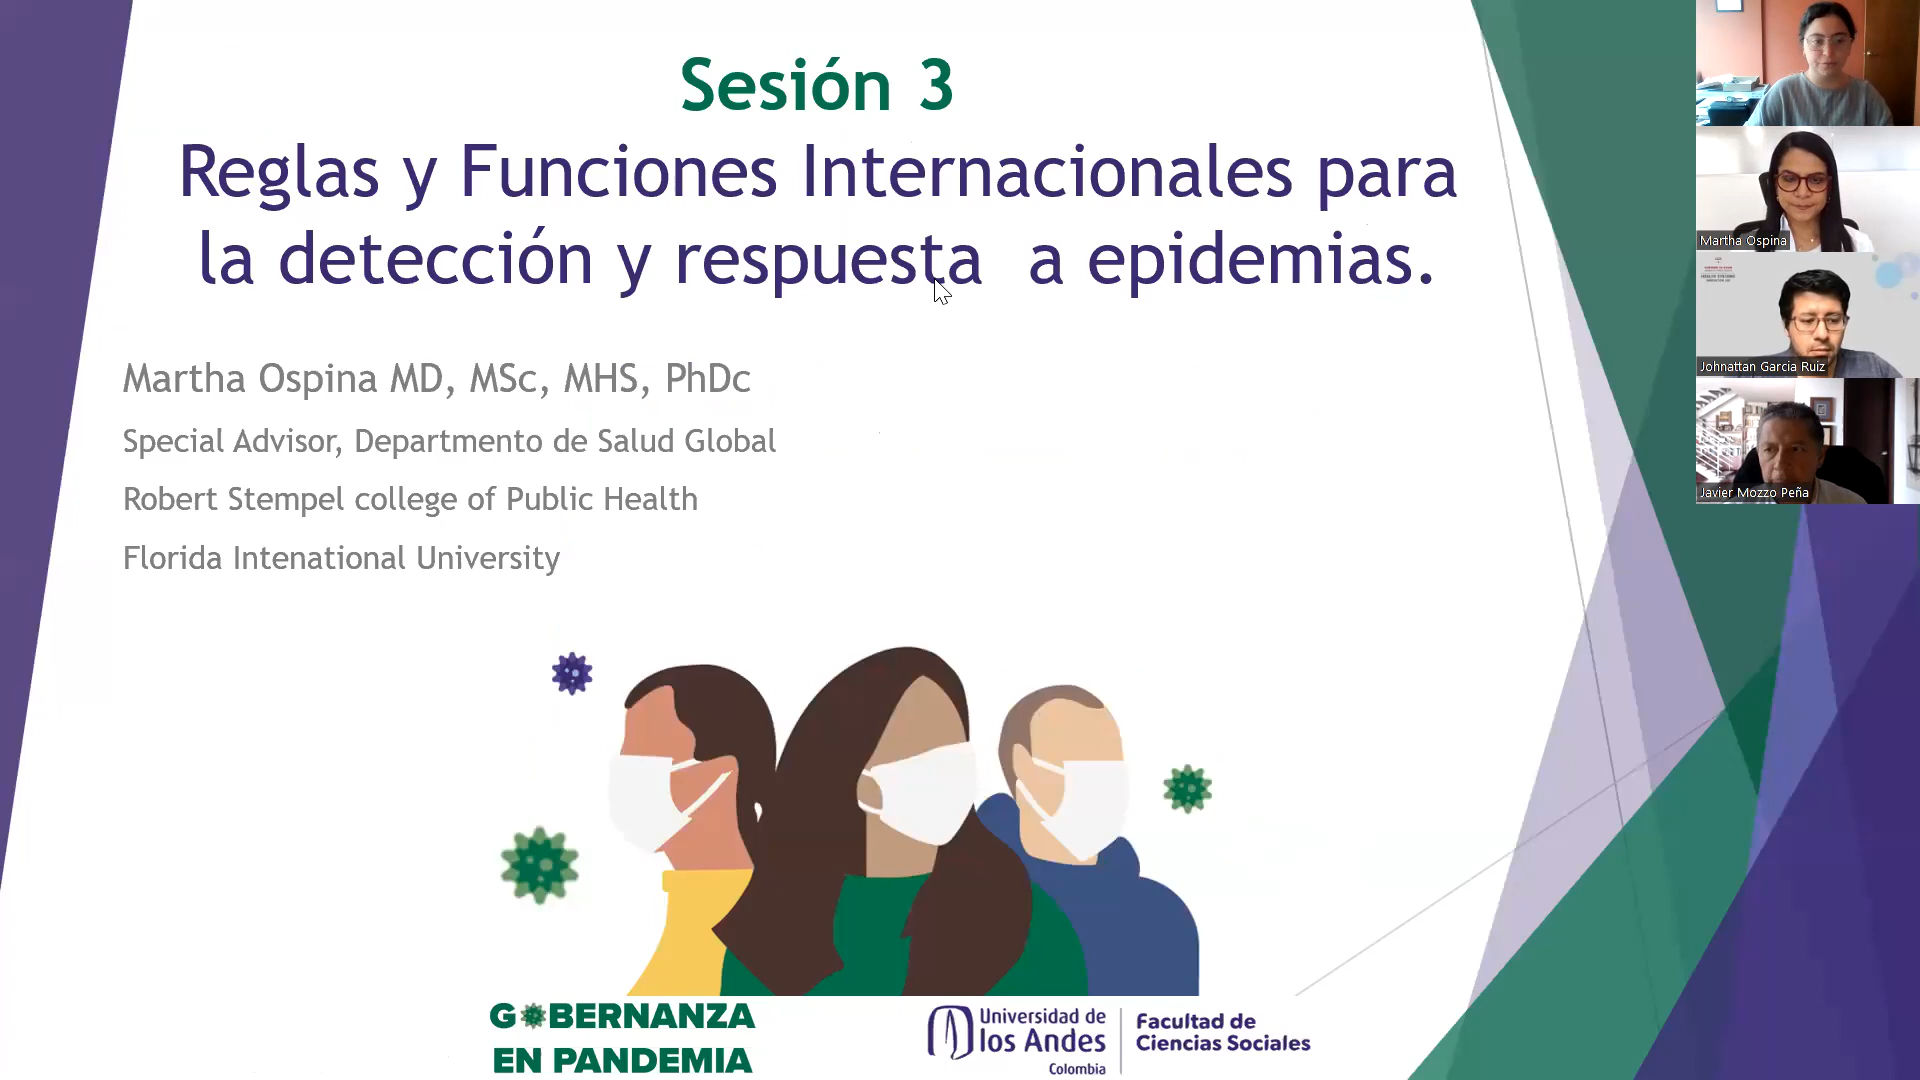 Sesión 3
Reglas y Funciones Internacionales para
la detección y respuesta a epidemias.
Martha Ospina MD, MSc, MHS, PhDc
Special Advisor, Departmento de Salud Global
Robert Stempel college of Public Health
Florida Intenational University
GOBERNANZA
EN PANDEMIA
Universidad de
los Andes
Colombia
Facultad de
Ciencias Sociales
Martha Ospina
Johnattan Garcia Ruiz
Javier Mozzo Peña